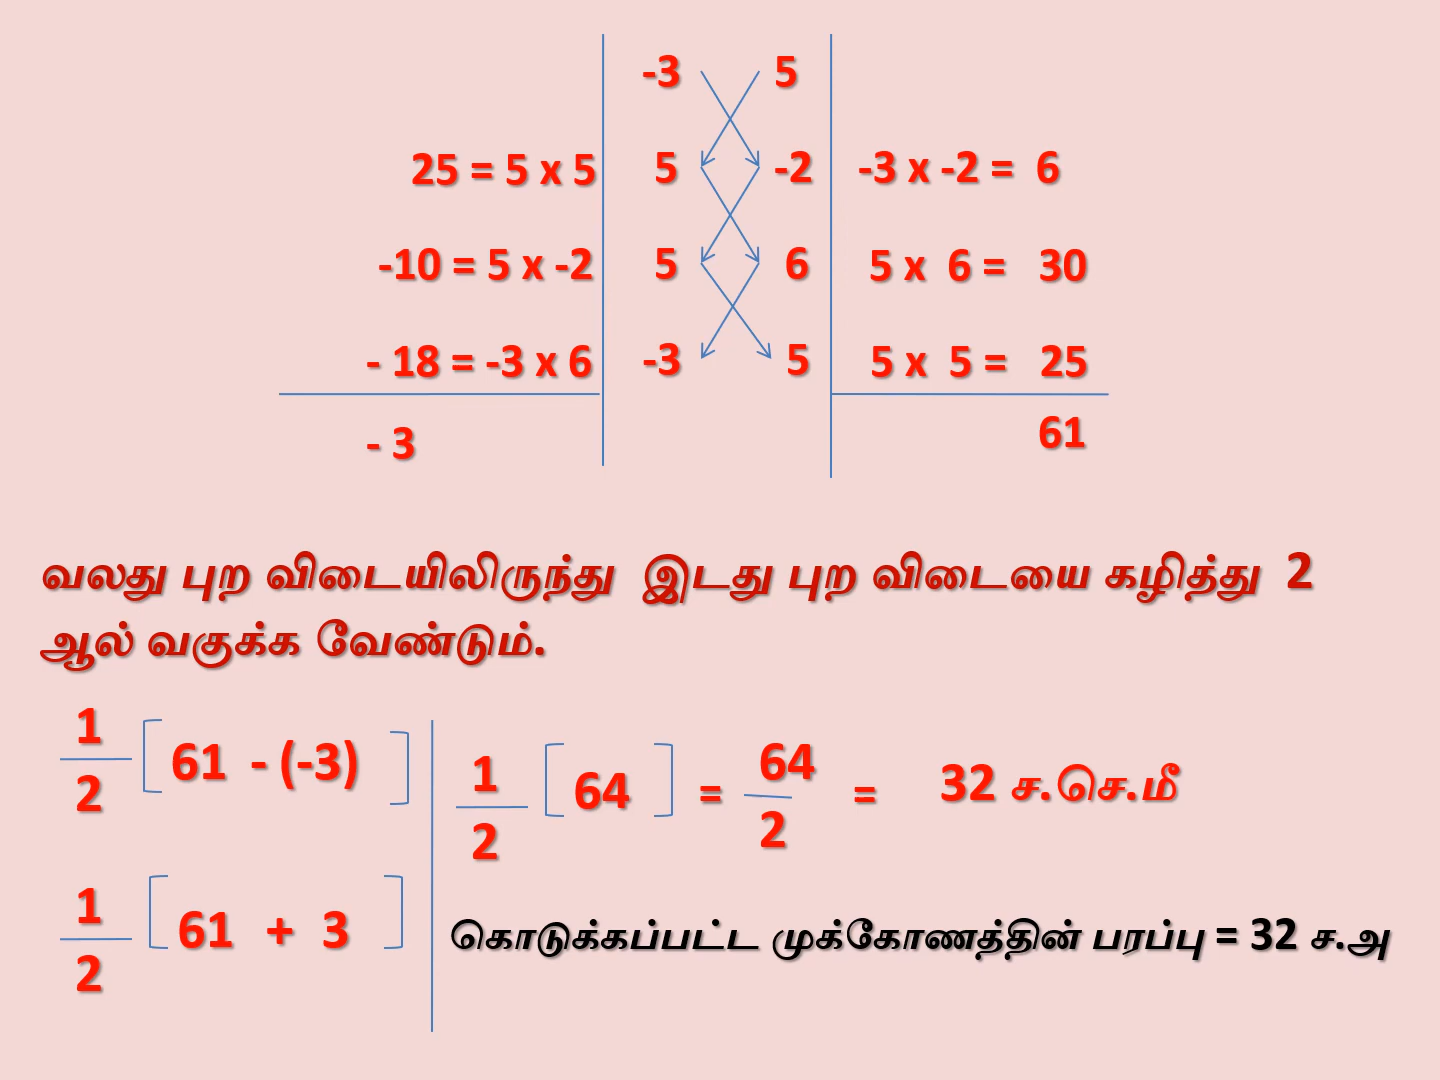 -3 5
25 = 5 x 5 5 -2 -3 x -2 = 6
-10 = 5 x -2 5 6 5 x 6 = 30
- 18 = -3 x 6 -3 5 5 x 5 = 25
- 3 61
வலது புற விடையிலிருந்து இடது புற விடையை கழித்து 2
ஆல் வகுக்க வேண்டும்.
1
2
61 - (-3)
1
2
64
=
64
2
=
32 ச.செ.மீ
1
2
61 + 3
கொடுக்கப்பட்ட முக்கோணத்தின் பரப்பு = 32 ச.அ